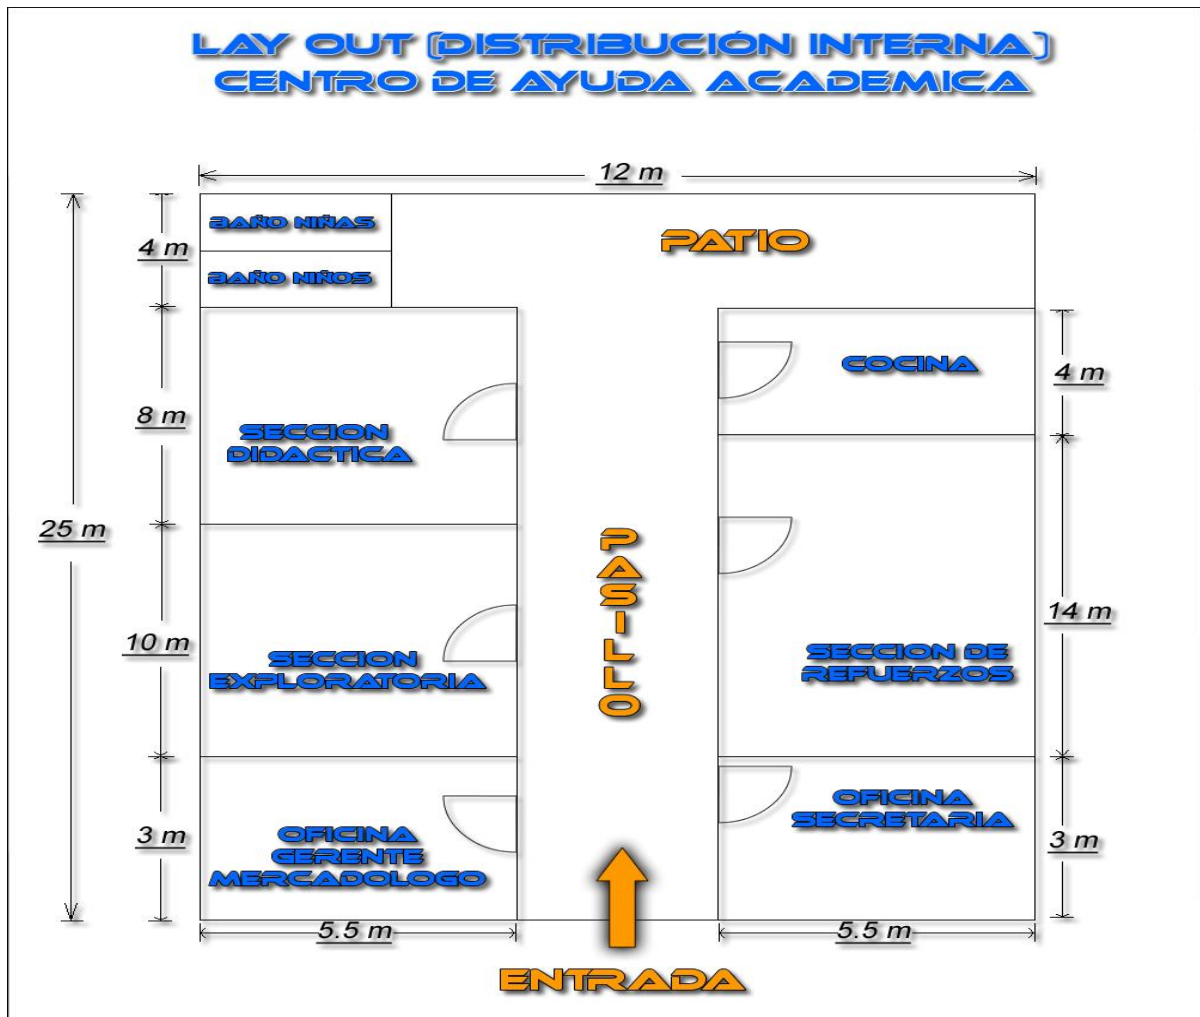 LAY OUT (DISTRIBUCIÓN INTERNA)
CENTRO DE AYUDA ACADEMICA
12 m
BAÑO NIÑAS
BAÑO NIÑOS
4 m
PATIO
COCINA
4 m
8 m
SECCION
DIDACTICA
25 m
PASILLO
14 m
10 m
SECCION
EXPLORATORIA
SECCION DE
REFUERZOS
OFICINA
SECRETARIA
3 m
OFICINA
GERENTE
MERCADOLOGO
3 m
5.5 m
5.5 m
ENTRADA